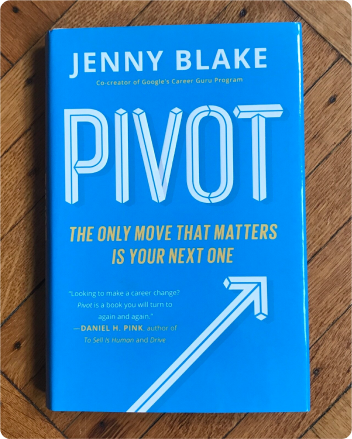 JENNY BLAKE
Co-creator of Google's Career Guru Program
PIVOT
THE ONLY MOVE THAT MATTERS
IS YOUR NEXT ONE
"Looking to make a career change?
Pivot is a book you will turn to
again and again."
—DANIEL H. PINK, author of
To Sell Is Human and Drive